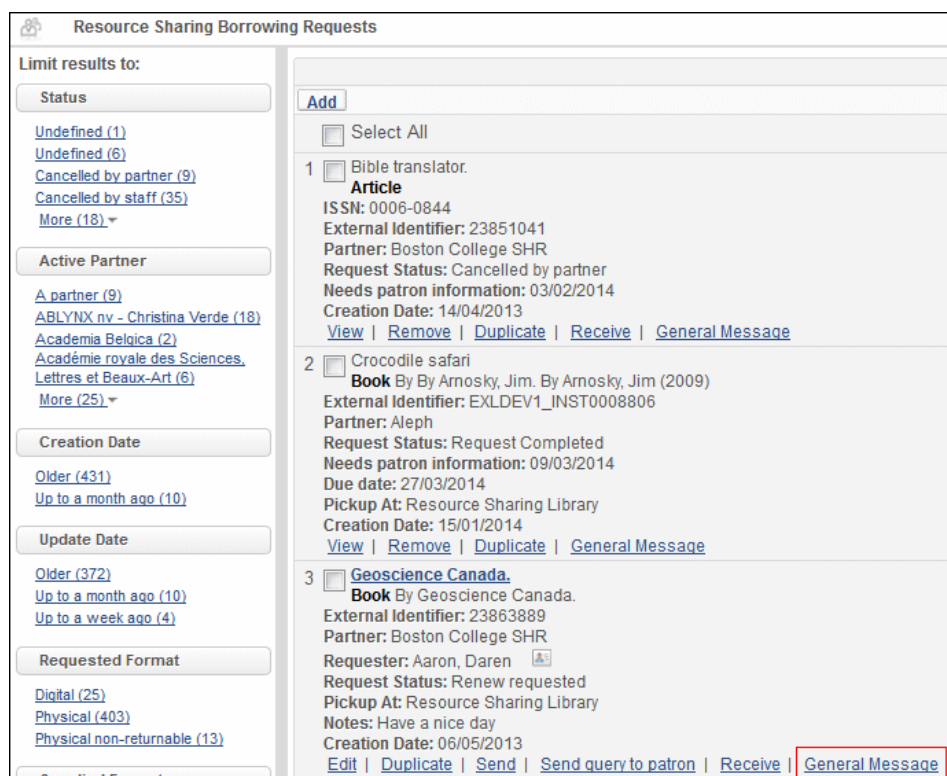 Resource Sharing Borrowing Requests
Limit results to:
Status
Undefined (1)
Undefined (6)
Cancelled by partner (9)
Cancelled by staff (35)
More (18)
Active Partner
A partner (9)
ABLYNX nv - Christina Verde (18)
Academia Belgica (2)
Académie royale des Sciences,
Lettres et Beaux-Art (6)
More (25)
Creation Date
Older (431)
Up to a month ago (10)
Update Date
Older (372)
Up to a month ago (10)
Up to a week ago (4)
Requested Format
Digital (25)
Physical (403)
Physical non-returnable (13)
Add
Select All
1 Bible translator.
Article
ISSN: 0006-0844
External Identifier: 23851041
Partner: Boston College SHR
Request Status: Cancelled by partner
Needs patron information: 03/02/2014
Creation Date: 14/04/2013
View | Remove | Duplicate | Receive | General Message
2 Crocodile safari
Book By By Arnosky, Jim. By Arnosky, Jim (2009)
External Identifier: EXLDEV1_INST0008806
Partner: Aleph
Request Status: Request Completed
Needs patron information: 09/03/2014
Due date: 27/03/2014
Pickup At: Resource Sharing Library
Creation Date: 15/01/2014
View | Remove | Duplicate | General Message
3 Geoscience Canada.
Book By Geoscience Canada.
External Identifier: 23863889
Partner: Boston College SHR
Requester: Aaron, Daren
Request Status: Renew requested
Pickup At: Resource Sharing Library
Notes: Have a nice day
Creation Date: 06/05/2013
Edit | Duplicate | Send | Send query to patron | Receive | General Message